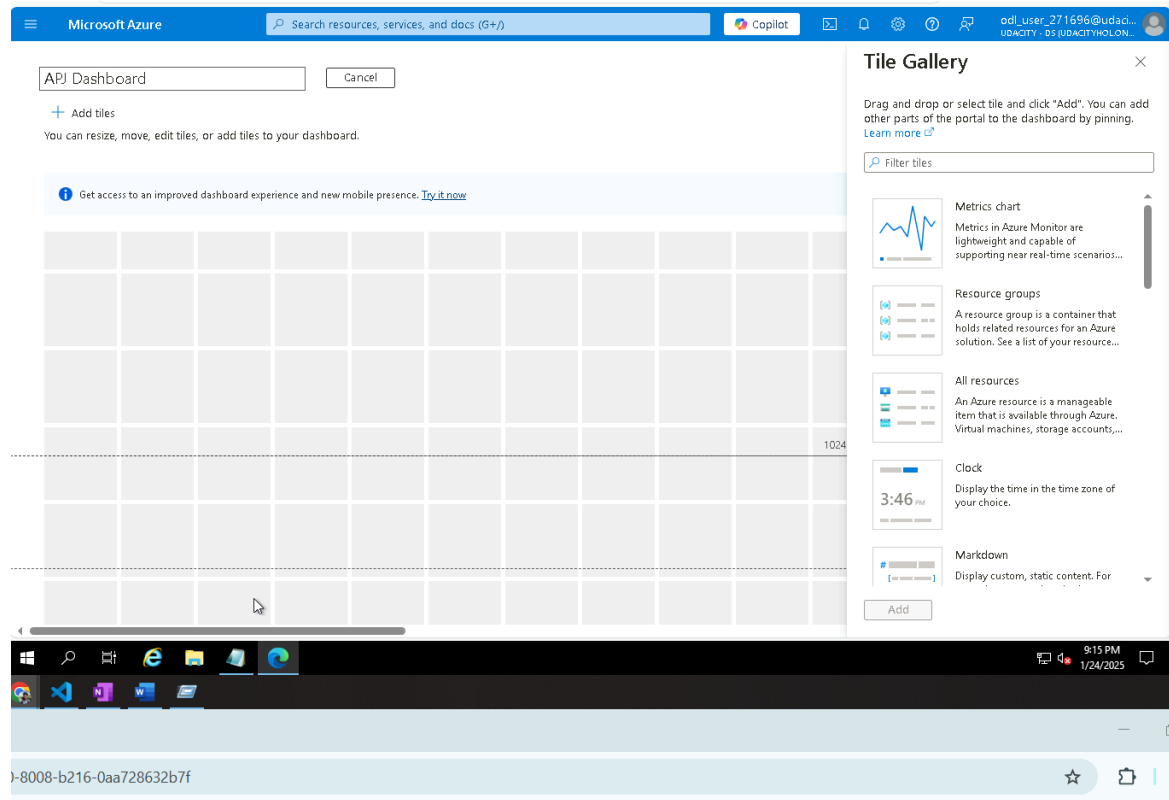 Microsoft Azure
Search resources, services, and docs (G+/)
Copilot
odl_user_271696@udaci...
UDACITY - DS (UDACITYHOL.ON...
APJ Dashboard
Cancel
Add tiles
You can resize, move, edit tiles, or add tiles to your dashboard.
Get access to an improved dashboard experience and new mobile presence. Try it now
1024
Tile Gallery
Drag and drop or select tile and click "Add". You can add
other parts of the portal to the dashboard by pinning.
Learn more
Filter tiles
Metrics chart
Metrics in Azure Monitor are
lightweight and capable of
supporting near real-time scenarios...
Resource groups
A resource group is a container that
holds related resources for an Azure
solution. See a list of your resource...
All resources
An Azure resource is a manageable
item that is available through Azure.
Virtual machines, storage accounts,...
3:46 PM
Clock
Display the time in the time zone of
your choice.
Markdown
Display custom, static content. For
Add
9:15 PM
1/24/2025
-8008-b216-0aa728632b7f